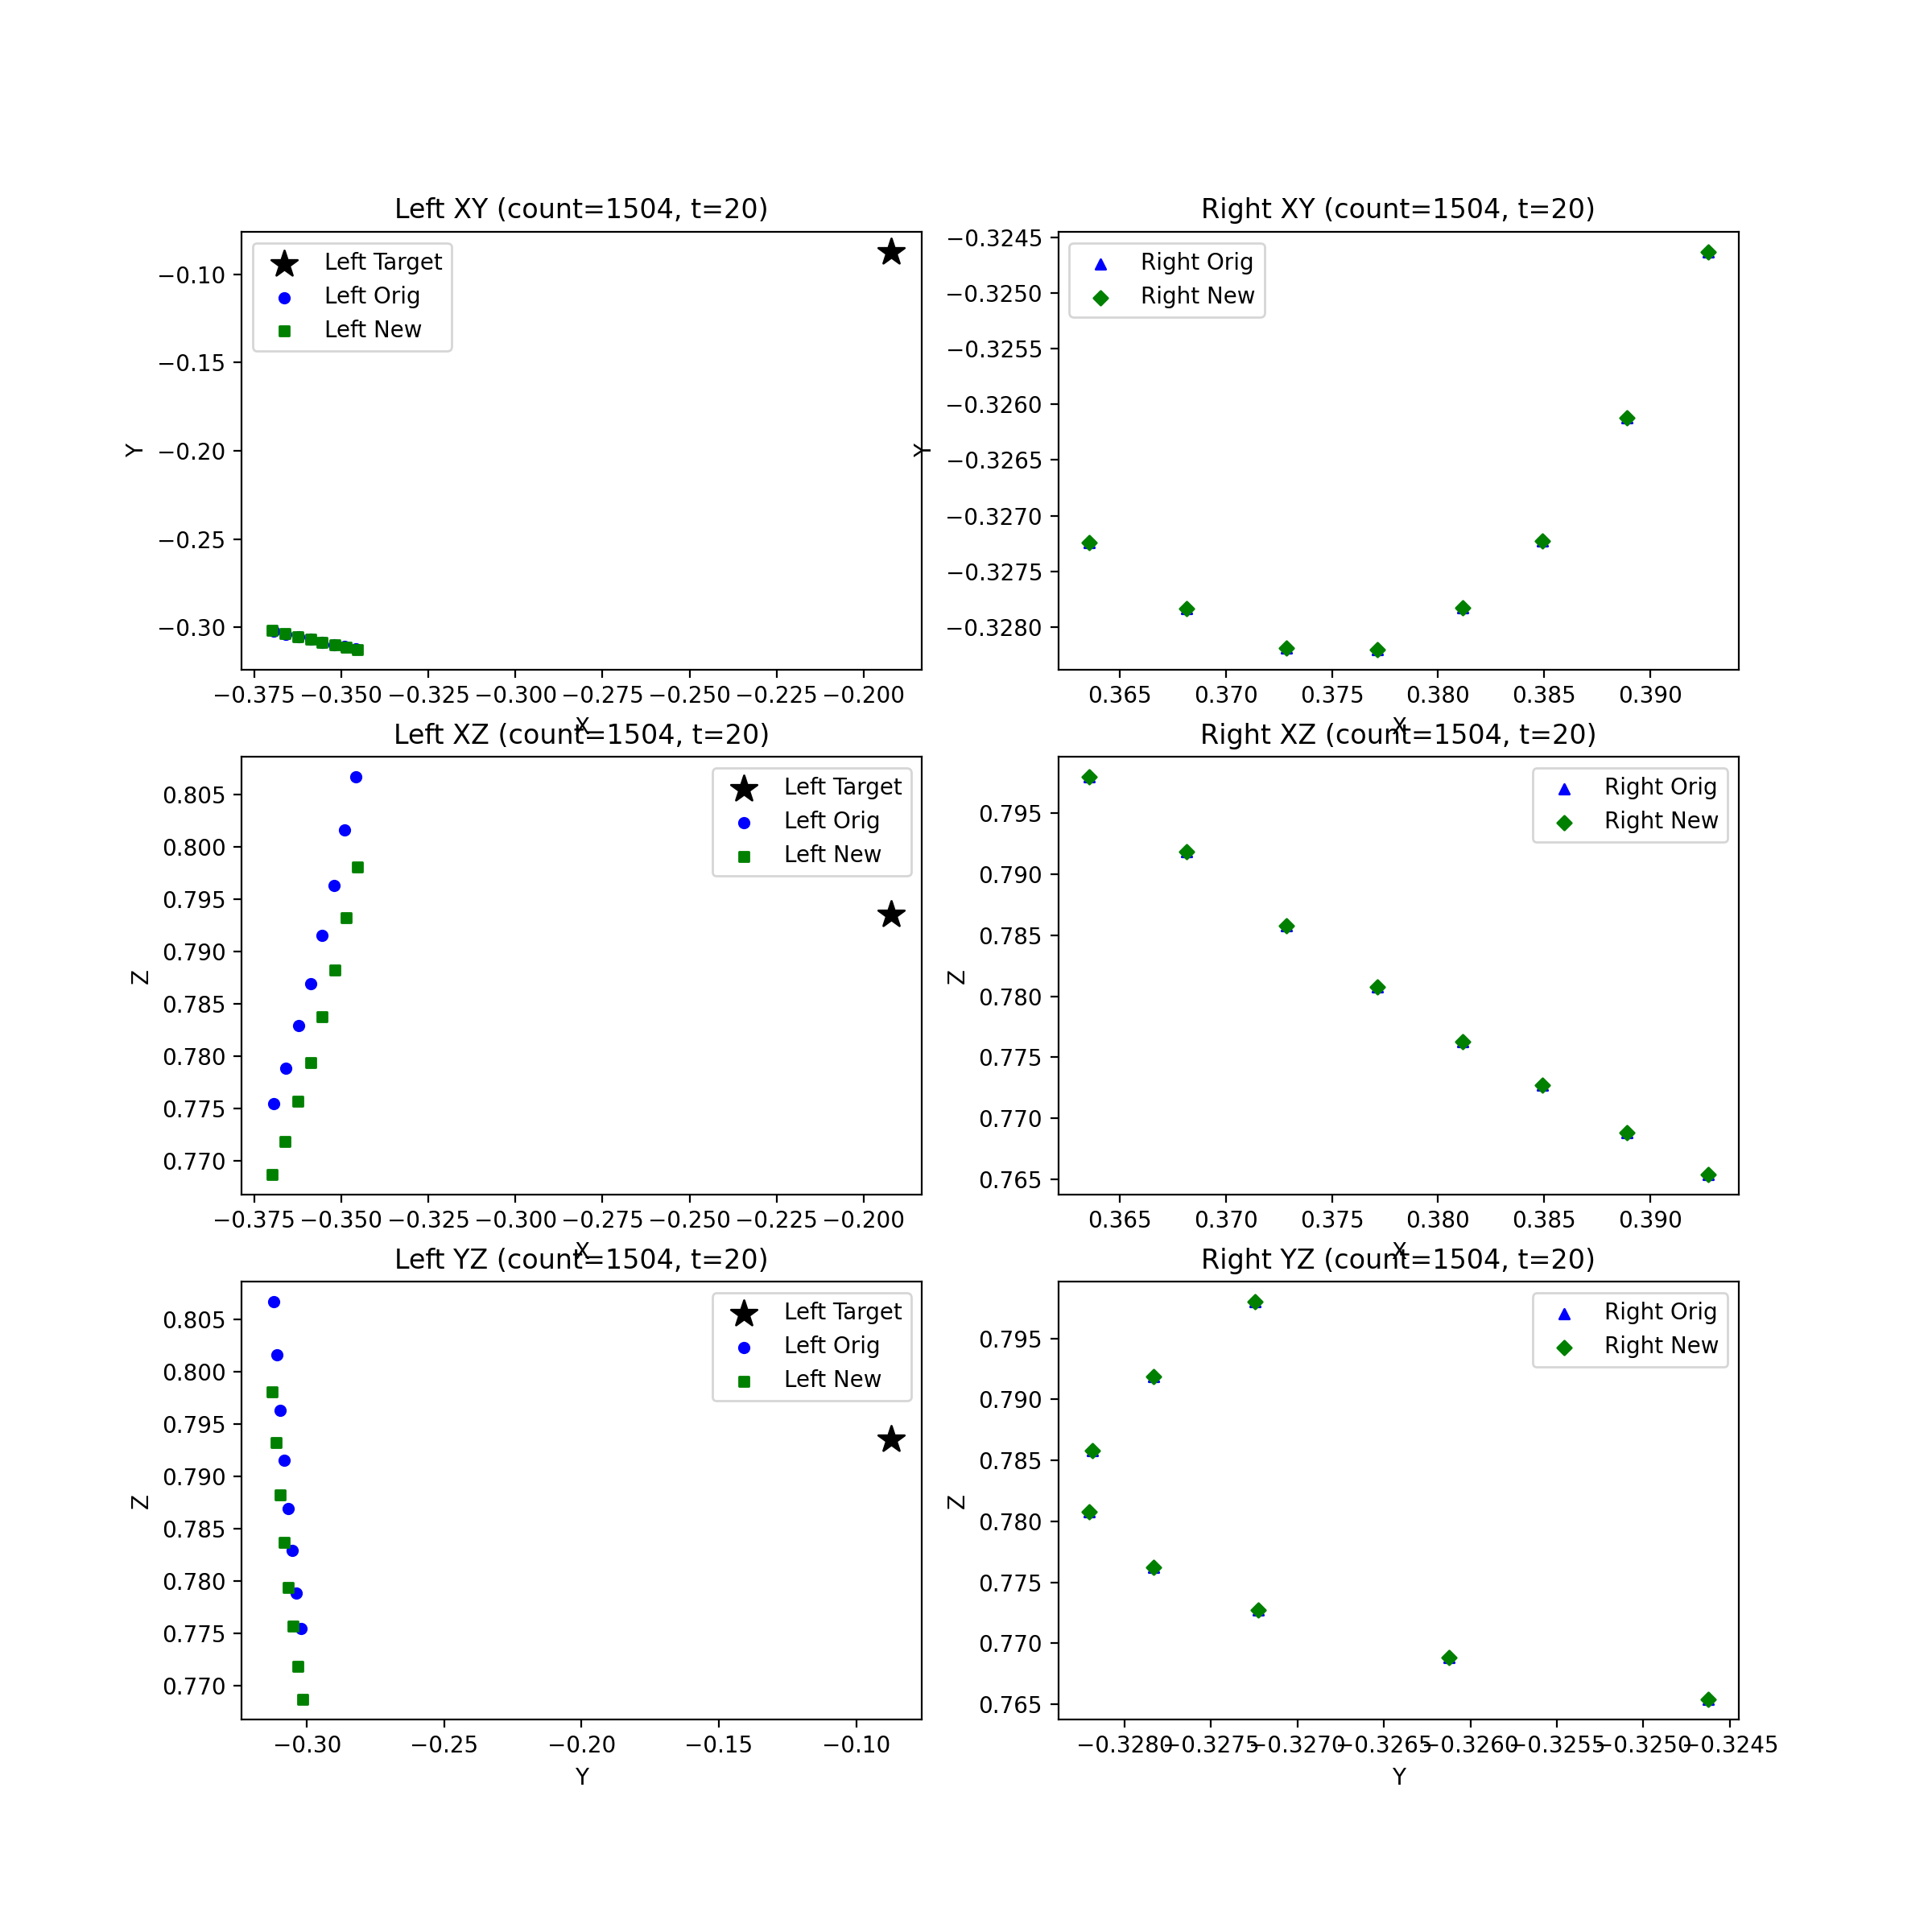 Left XY (count=1504, t=20)
Left Target
Left Orig
Left New
−0.10
−0.15
−0.20
−0.25
−0.30
Y
−0.375 −0.350 −0.325 −0.300 −0.275 −0.250 −0.225 −0.200
X
Right XY (count=1504, t=20)
Right Orig
Right New
−0.3245
−0.3250
−0.3255
−0.3260
−0.3265
−0.3270
−0.3275
−0.3280
Y
0.365 0.370 0.375 0.380 0.385 0.390
X
Left XZ (count=1504, t=20)
Left Target
Left Orig
Left New
0.805
0.800
0.795
0.790
0.785
0.780
0.775
0.770
Z
−0.375 −0.350 −0.325 −0.300 −0.275 −0.250 −0.225 −0.200
X
Right XZ (count=1504, t=20)
Right Orig
Right New
0.795
0.790
0.785
0.780
0.775
0.770
0.765
Z
0.365 0.370 0.375 0.380 0.385 0.390
X
Left YZ (count=1504, t=20)
Left Target
Left Orig
Left New
0.805
0.800
0.795
0.790
0.785
0.780
0.775
0.770
Z
−0.30 −0.25 −0.20 −0.15 −0.10
Y
Right YZ (count=1504, t=20)
Right Orig
Right New
0.795
0.790
0.785
0.780
0.775
0.770
0.765
Z
−0.3280 −0.3275 −0.3270 −0.3265 −0.3260 −0.3255 −0.3250 −0.3245
Y